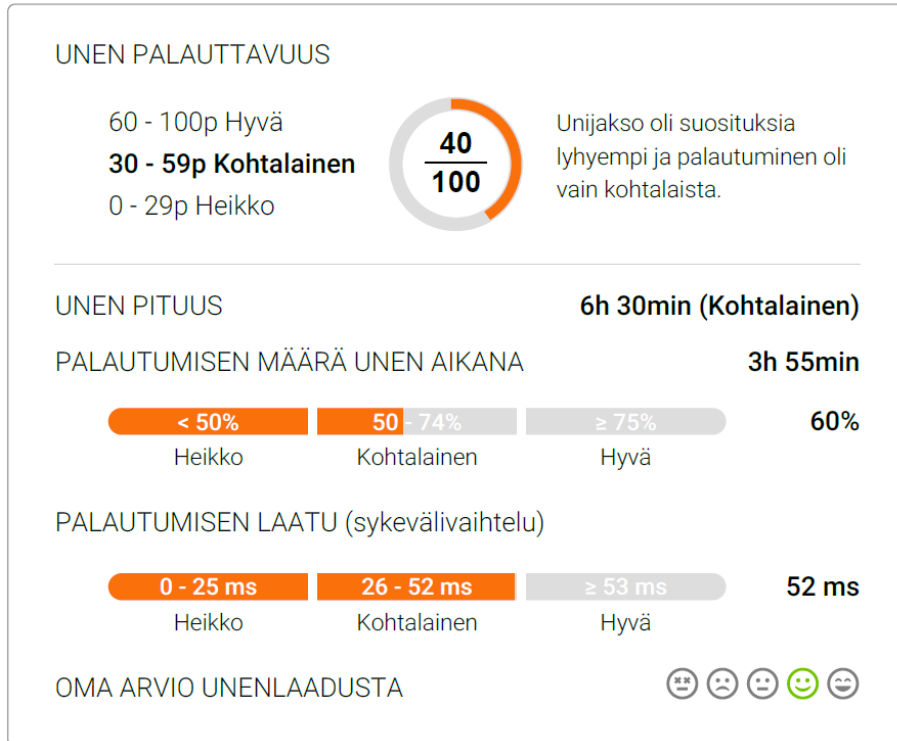 UNEN PALAUTTAVUUS
60 - 100p Hyvä
30 - 59p Kohtalainen
0 - 29p Heikko
40
100
Unijakso oli suosituksia
lyhyempi ja palautuminen oli
vain kohtalaista.
UNEN PITUUS 6h 30min (Kohtalainen)
PALAUTUMISEN MÄÄRÄ UNEN AIKANA 3h 55min
< 50% 50 - 74% ≥ 75% 60%
Heikko Kohtalainen Hyvä
PALAUTUMISEN LAATU (sykevälivaihtelu)
0 - 25 ms 26 - 52 ms ≥ 53 ms 52 ms
Heikko Kohtalainen Hyvä
OMA ARVIO UNENLAADUSTA